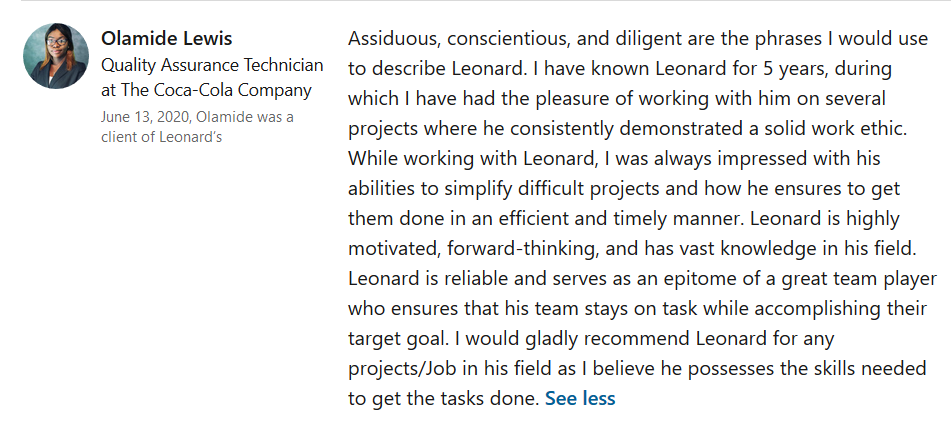 Olamide Lewis
Quality Assurance Technician
at The Coca-Cola Company
June 13, 2020, Olamide was a
client of Leonard's
Assiduous, conscientious, and diligent are the phrases I would use
to describe Leonard. I have known Leonard for 5 years, during
which I have had the pleasure of working with him on several
projects where he consistently demonstrated a solid work ethic.
While working with Leonard, I was always impressed with his
abilities to simplify difficult projects and how he ensures to get
them done in an efficient and timely manner. Leonard is highly
motivated, forward-thinking, and has vast knowledge in his field.
Leonard is reliable and serves as an epitome of a great team player
who ensures that his team stays on task while accomplishing their
target goal. I would gladly recommend Leonard for any
projects/Job in his field as I believe he possesses the skills needed
to get the tasks done. See less